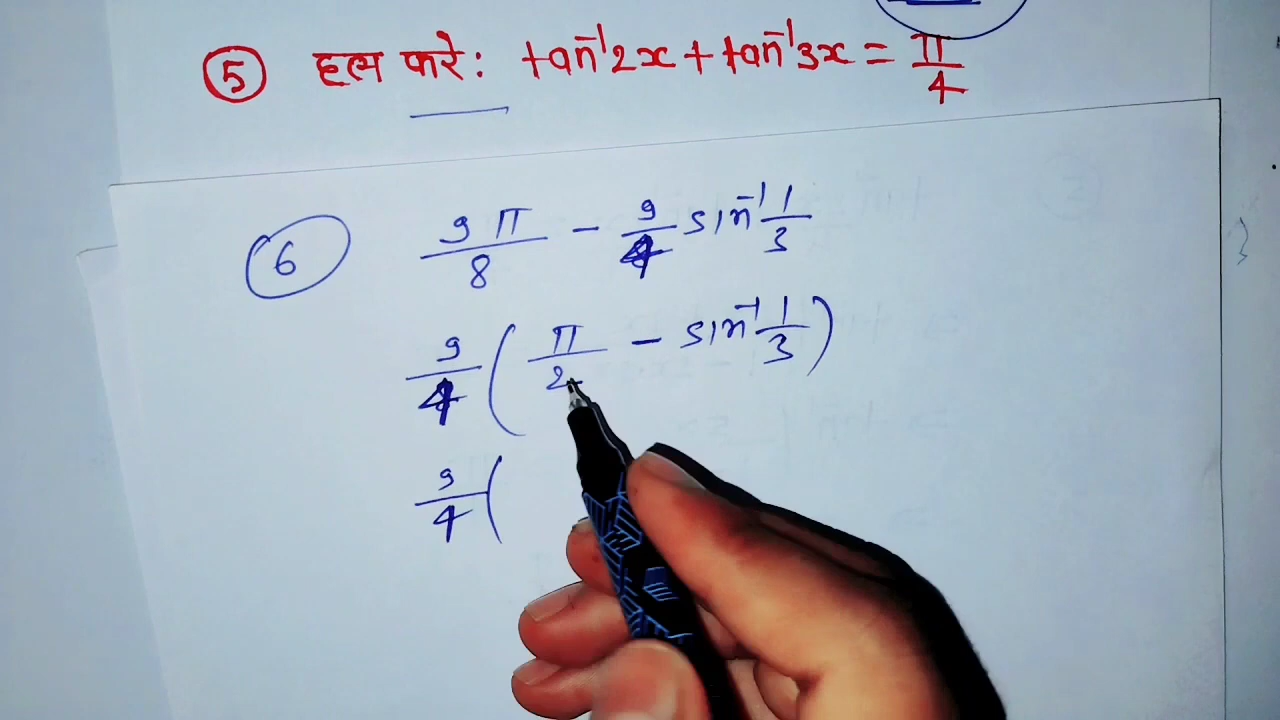 ⑤ हल करे: tan⁻¹2x + tan⁻¹3x = π/4
⑥ 9π/8 - 9/4 sin⁻¹ 1/3
9/4 ( π/2 - sin⁻¹ 1/3 )
9/4 (